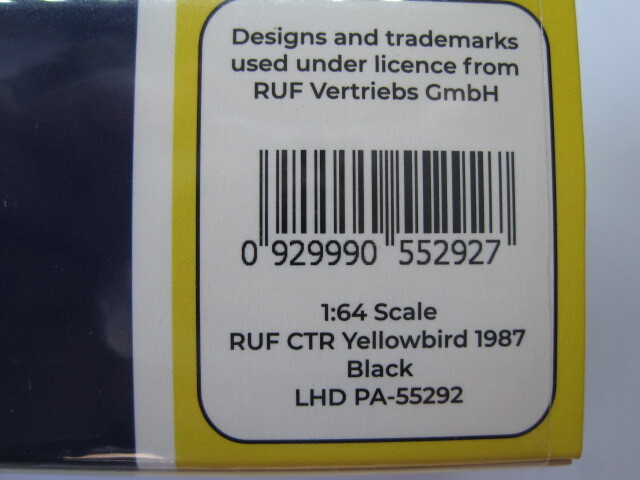 Designs and trademarks
used under licence from
RUF Vertriebs GmbH
0 929990 552927
1:64 Scale
RUF CTR Yellowbird 1987
Black
LHD PA-55292